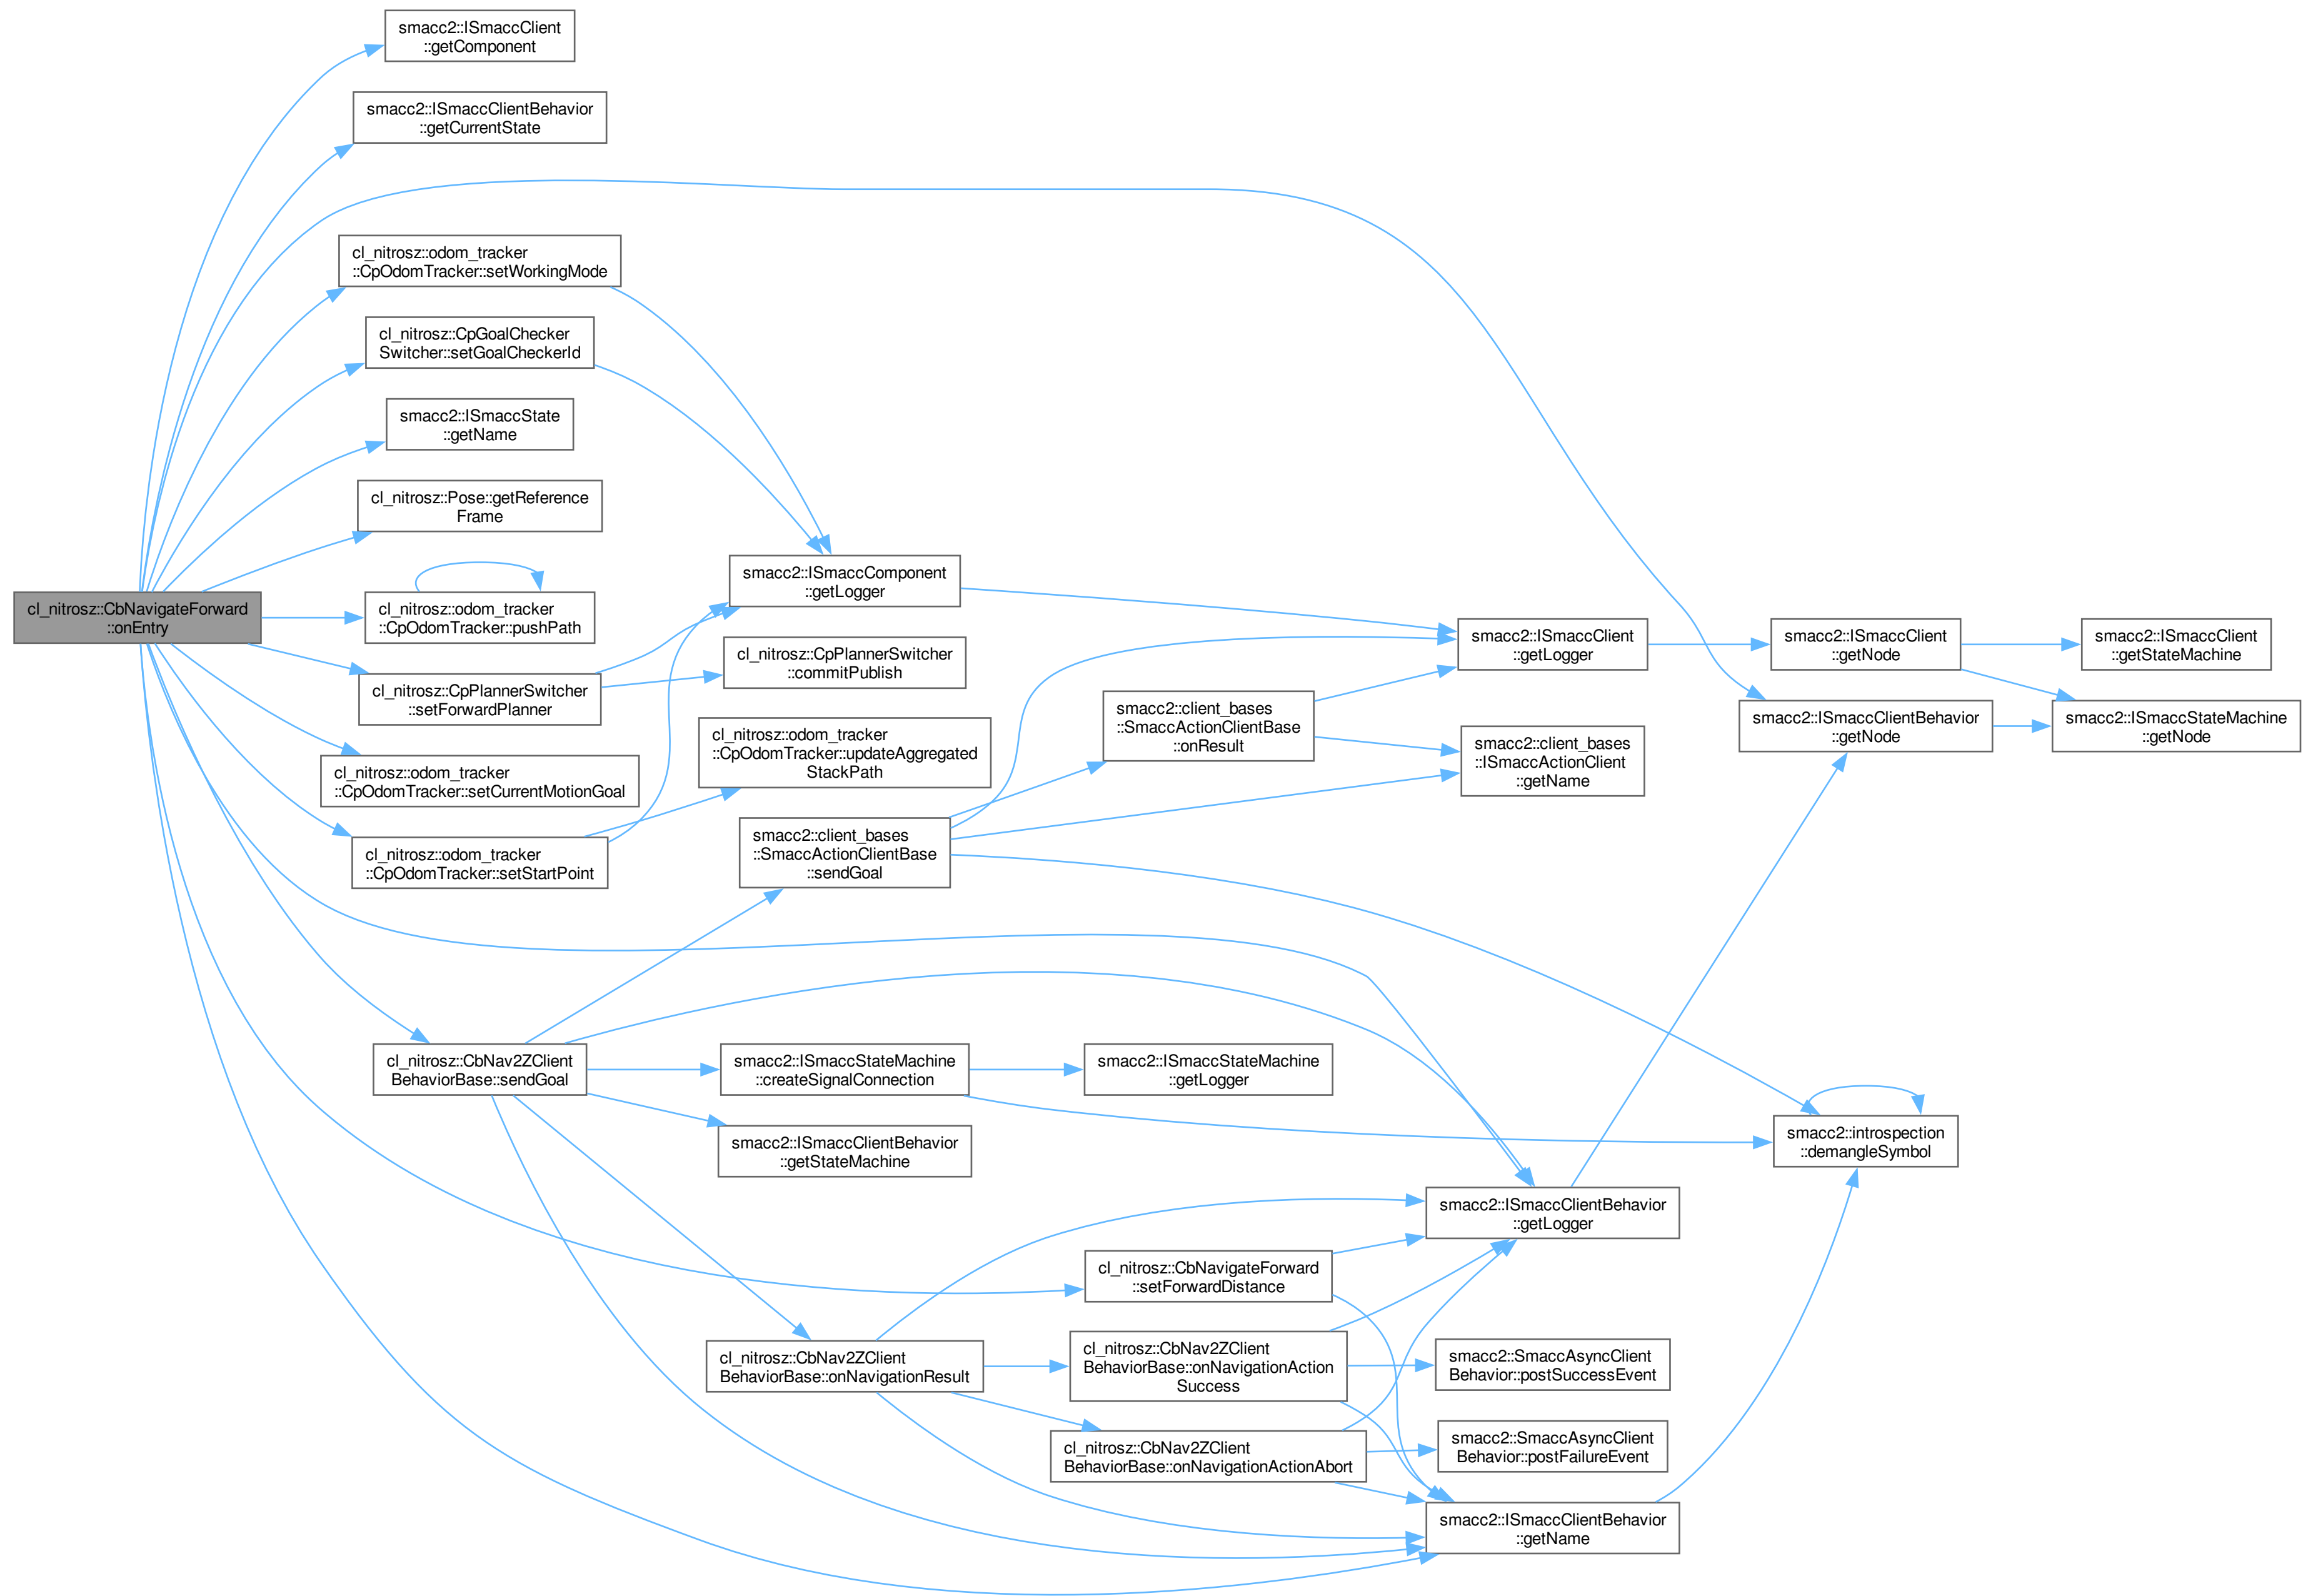 smacc2::ISmaccClient
::getComponent
smacc2::ISmaccClientBehavior
::getCurrentState
cl_nitrosz::odom_tracker
::CpOdomTracker::setWorkingMode
cl_nitrosz::CpGoalChecker
Switcher::setGoalCheckerId
smacc2::ISmaccState
::getName
cl_nitrosz::Pose::getReference
Frame
cl_nitrosz::CbNavigateForward
::onEntry
cl_nitrosz::odom_tracker
::CpOdomTracker::pushPath
cl_nitrosz::CpPlannerSwitcher
::setForwardPlanner
cl_nitrosz::odom_tracker
::CpOdomTracker::setCurrentMotionGoal
cl_nitrosz::odom_tracker
::CpOdomTracker::setStartPoint
smacc2::ISmaccComponent
::getLogger
cl_nitrosz::CpPlannerSwitcher
::commitPublish
cl_nitrosz::odom_tracker
::CpOdomTracker::updateAggregated
StackPath
smacc2::client_bases
::SmaccActionClientBase
::sendGoal
smacc2::client_bases
::SmaccActionClientBase
::onResult
smacc2::ISmaccClient
::getLogger
smacc2::client_bases
::ISmaccActionClient
::getName
smacc2::ISmaccClient
::getNode
smacc2::ISmaccClientBehavior
::getNode
smacc2::ISmaccClient
::getStateMachine
smacc2::ISmaccStateMachine
::getNode
cl_nitrosz::CbNav2ZClient
BehaviorBase::sendGoal
smacc2::ISmaccStateMachine
::createSignalConnection
smacc2::ISmaccClientBehavior
::getStateMachine
smacc2::ISmaccStateMachine
::getLogger
smacc2::introspection
::demangleSymbol
smacc2::ISmaccClientBehavior
::getLogger
cl_nitrosz::CbNavigateForward
::setForwardDistance
cl_nitrosz::CbNav2ZClient
BehaviorBase::onNavigationResult
cl_nitrosz::CbNav2ZClient
BehaviorBase::onNavigationAction
Success
smacc2::SmaccAsyncClient
Behavior::postSuccessEvent
cl_nitrosz::CbNav2ZClient
BehaviorBase::onNavigationActionAbort
smacc2::SmaccAsyncClient
Behavior::postFailureEvent
smacc2::ISmaccClientBehavior
::getName